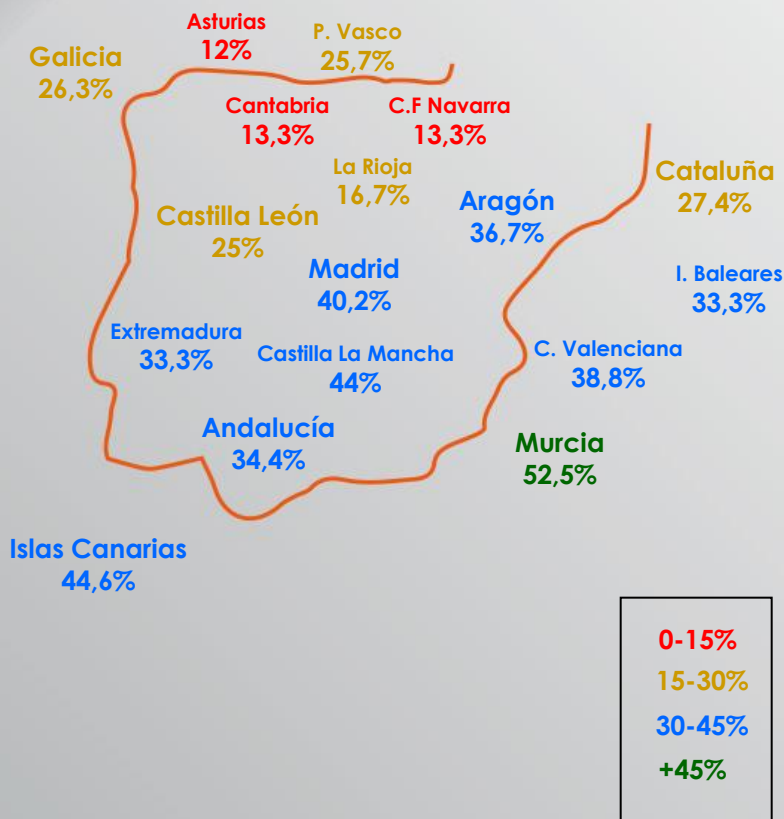 Asturias
12%
P. Vasco
25,7%
Galicia
26,3%
Cantabria
13,3%
C.F Navarra
13,3%
La Rioja
16,7%
Cataluña
27,4%
Aragón
36,7%
Castilla León
25%
Madrid
40,2%
I. Baleares
33,3%
Extremadura
33,3%
Castilla La Mancha
44%
C. Valenciana
38,8%
Andalucía
34,4%
Murcia
52,5%
Islas Canarias
44,6%
0-15%
15-30%
30-45%
+45%